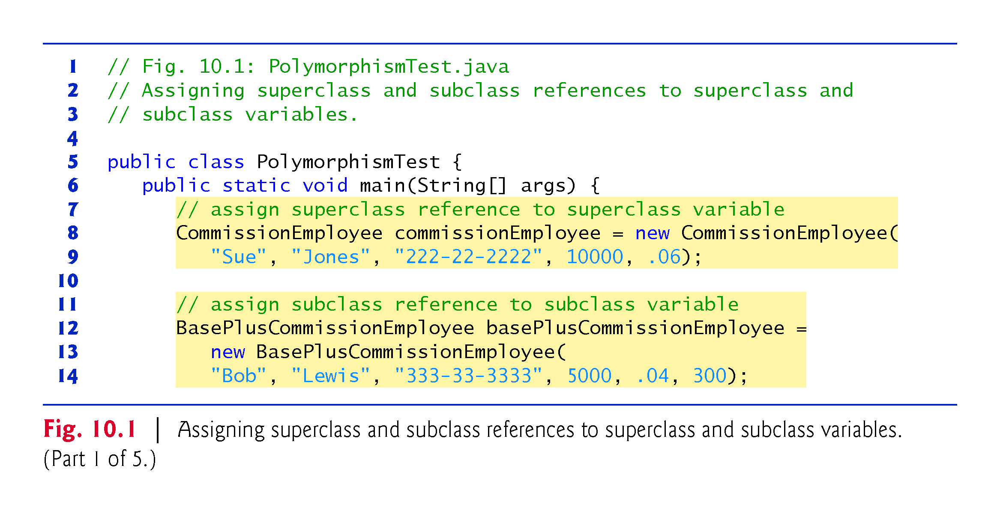 1 // Fig. 10.1: PolymorphismTest.java
2 // Assigning superclass and subclass references to superclass and
3 // subclass variables.
4
5 public class PolymorphismTest {
6    public static void main(String[] args) {
7       // assign superclass reference to superclass variable
8       CommissionEmployee commissionEmployee = new CommissionEmployee(
9          "Sue", "Jones", "222-22-2222", 10000, .06);
10
11       // assign subclass reference to subclass variable
12       BasePlusCommissionEmployee basePlusCommissionEmployee =
13          new BasePlusCommissionEmployee(
14          "Bob", "Lewis", "333-33-3333", 5000, .04, 300);
Fig. 10.1 | Assigning superclass and subclass references to superclass and subclass variables.
(Part 1 of 5.)